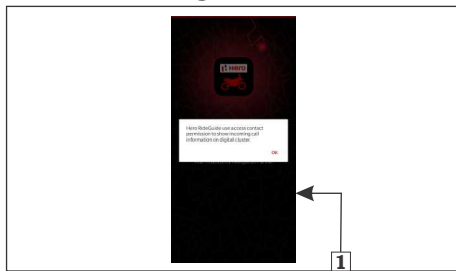 Hero
Hero RideGuide use access contact
permission to show incoming call
information on digital cluster.
OK
1